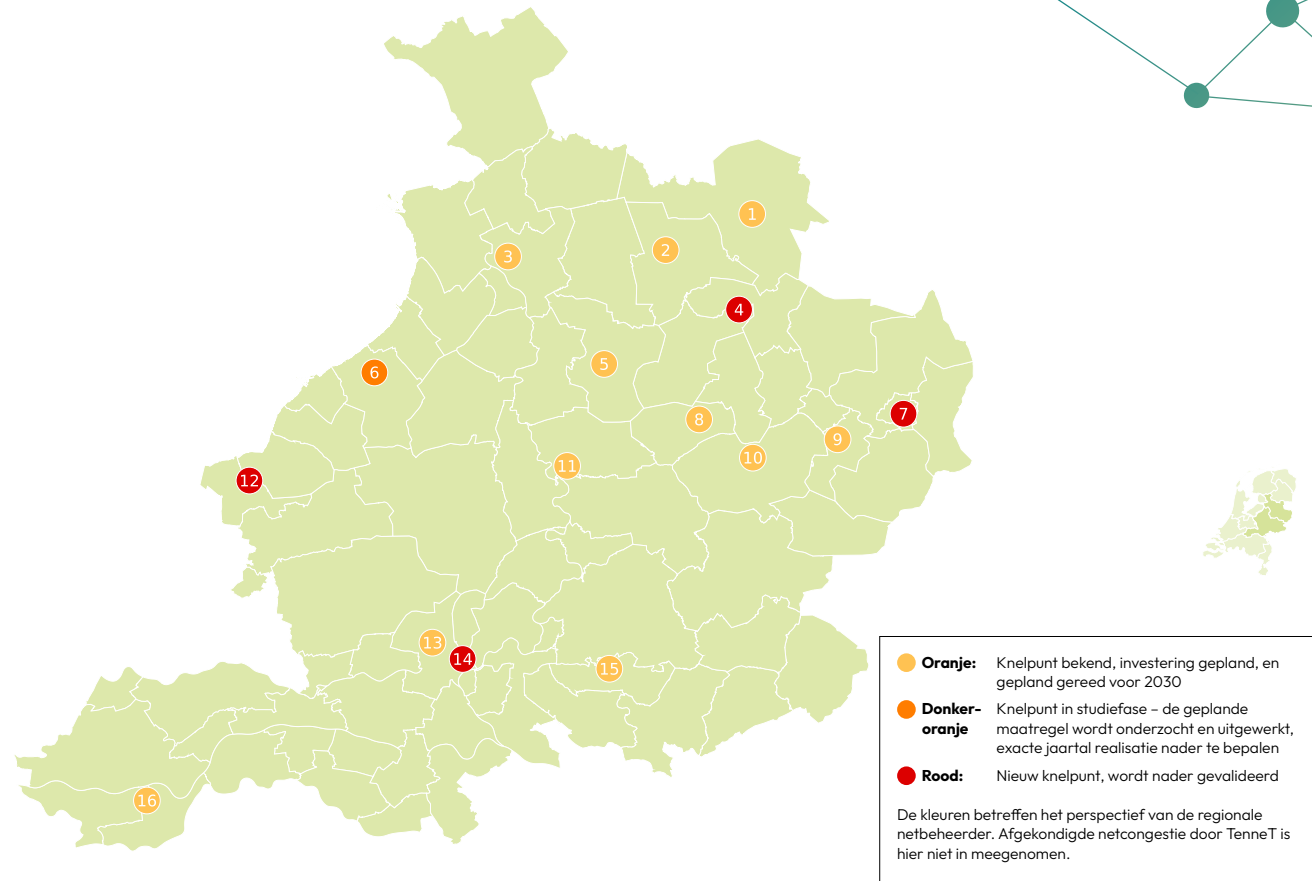 1
2
3
4
5
6
7
8
9
10
11
12
13
14
15
16
Oranje: Knelpunt bekend, investering gepland, en
gepland gereed voor 2030
Donker- Knelpunt in studiefase – de geplande
oranje maatregel wordt onderzocht en uitgewerkt,
exacte jaartal realisatie nader te bepalen
Rood: Nieuw knelpunt, wordt nader gevalideerd
De kleuren betreffen het perspectief van de regionale
netbeheerder. Afgekondigde netcongestie door TenneT is
hier niet in meegenomen.